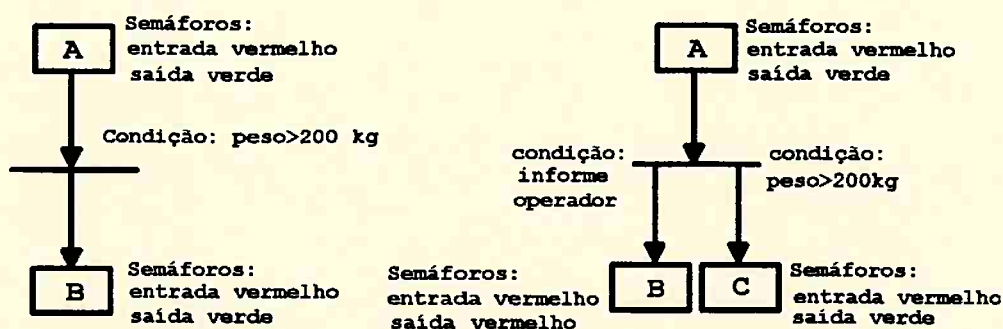 Semáforos:
A
entrada vermelho
saída verde
Condição: peso>200 kg
B
Semáforos:
entrada vermelho
saída verde
A
Semáforos:
entrada vermelho
saída verde
condição:
informe
operador
condição:
peso>200kg
Semáforos:
entrada vermelho
saída vermelho
B
C
Semáforos:
entrada vermelho
saída verde